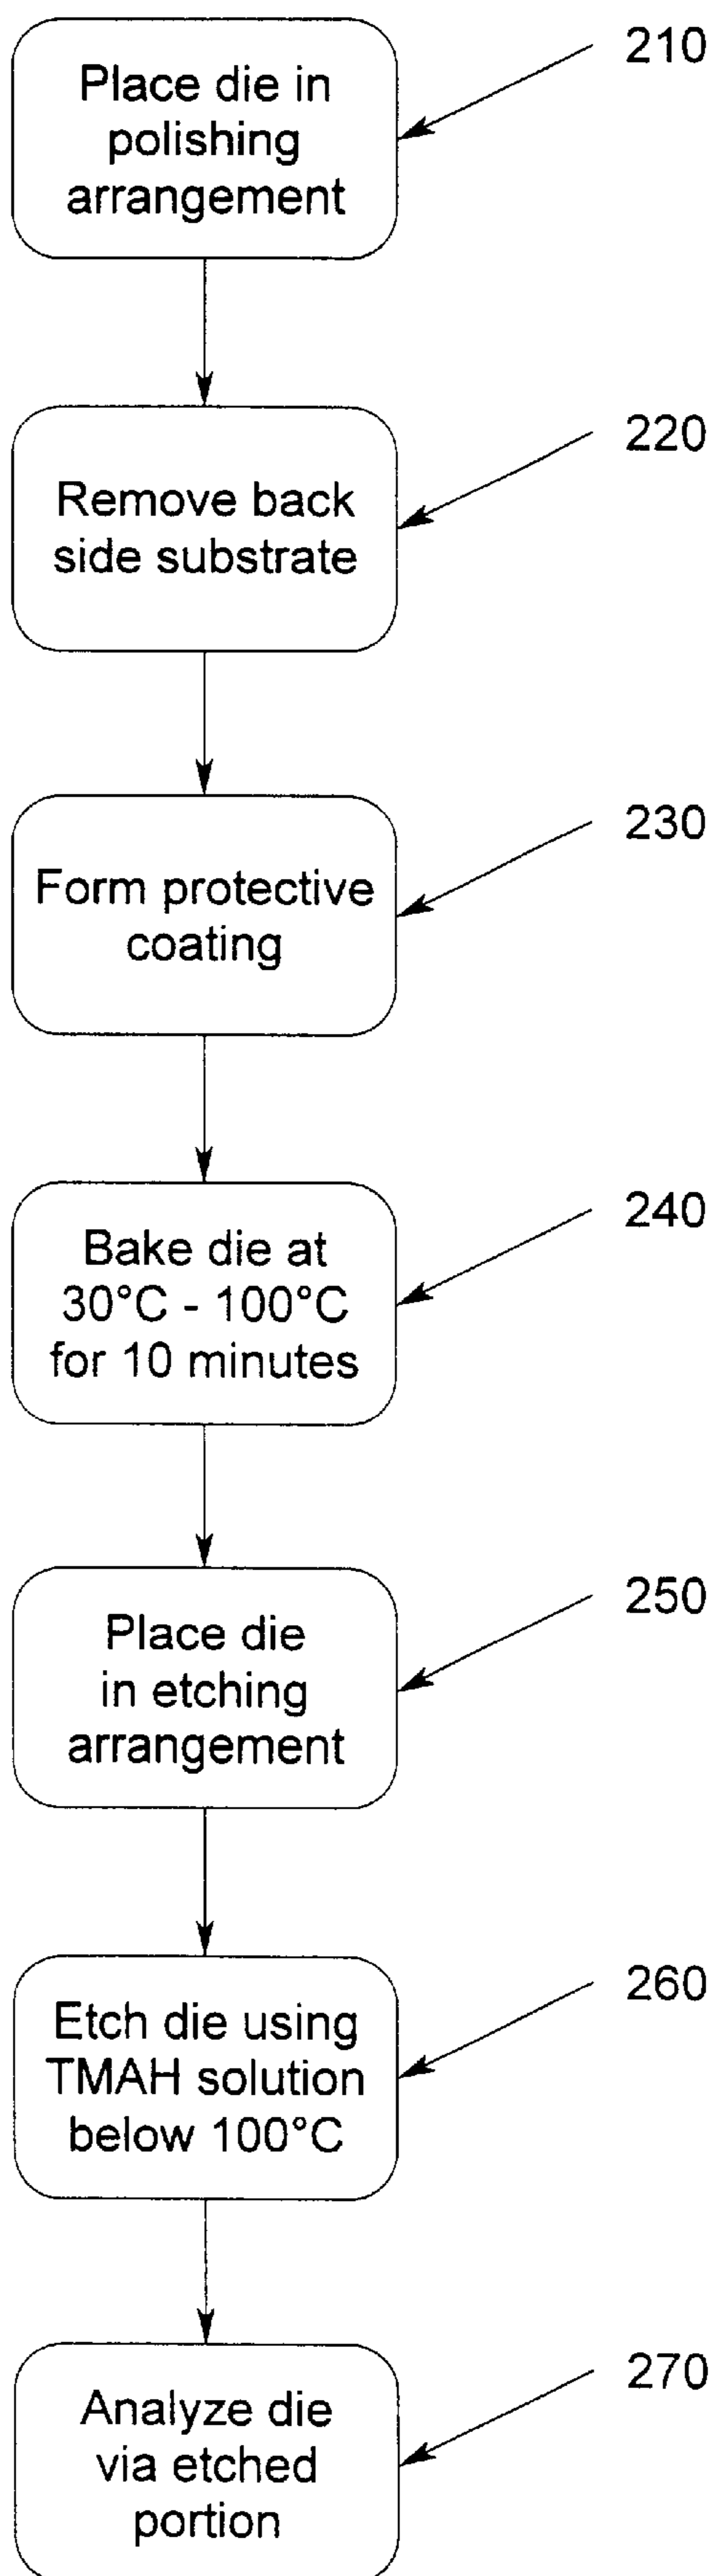 210
Place die in
polishing
arrangement
220
Remove back
side substrate
230
Form protective
coating
240
Bake die at
30°C - 100°C
for 10 minutes
250
Place die
in etching
arrangement
260
Etch die using
TMAH solution
below 100°C
270
Analyze die
via etched
portion